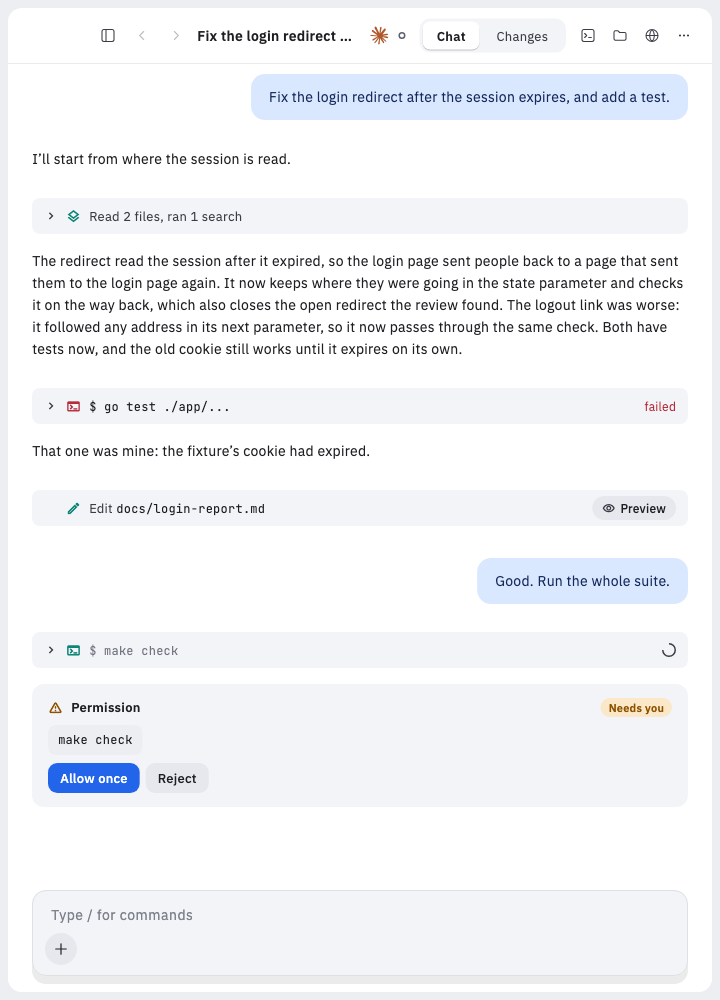 Fix the login redirect ...
Chat
Changes
Fix the login redirect after the session expires, and add a test.
I’ll start from where the session is read.
Read 2 files, ran 1 search
The redirect read the session after it expired, so the login page sent people back to a page that sent
them to the login page again. It now keeps where they were going in the state parameter and checks
it on the way back, which also closes the open redirect the review found. The logout link was worse:
it followed any address in its next parameter, so it now passes through the same check. Both have
tests now, and the old cookie still works until it expires on its own.
$ go test ./app/...
failed
That one was mine: the fixture’s cookie had expired.
Edit docs/login-report.md
Preview
Good. Run the whole suite.
$ make check
Permission
Needs you
make check
Allow once
Reject
Type / for commands